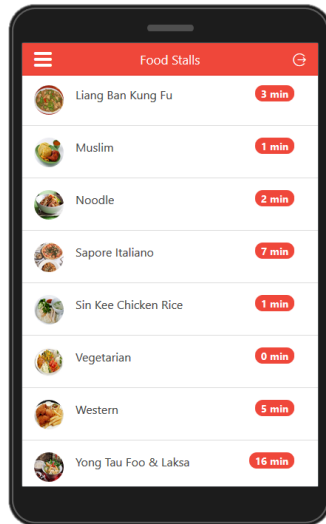 Food Stalls
Liang Ban Kung Fu 3 min
Muslim 1 min
Noodle 2 min
Sapore Italiano 7 min
Sin Kee Chicken Rice 1 min
Vegetarian 0 min
Western 5 min
Yong Tau Foo & Laksa 16 min